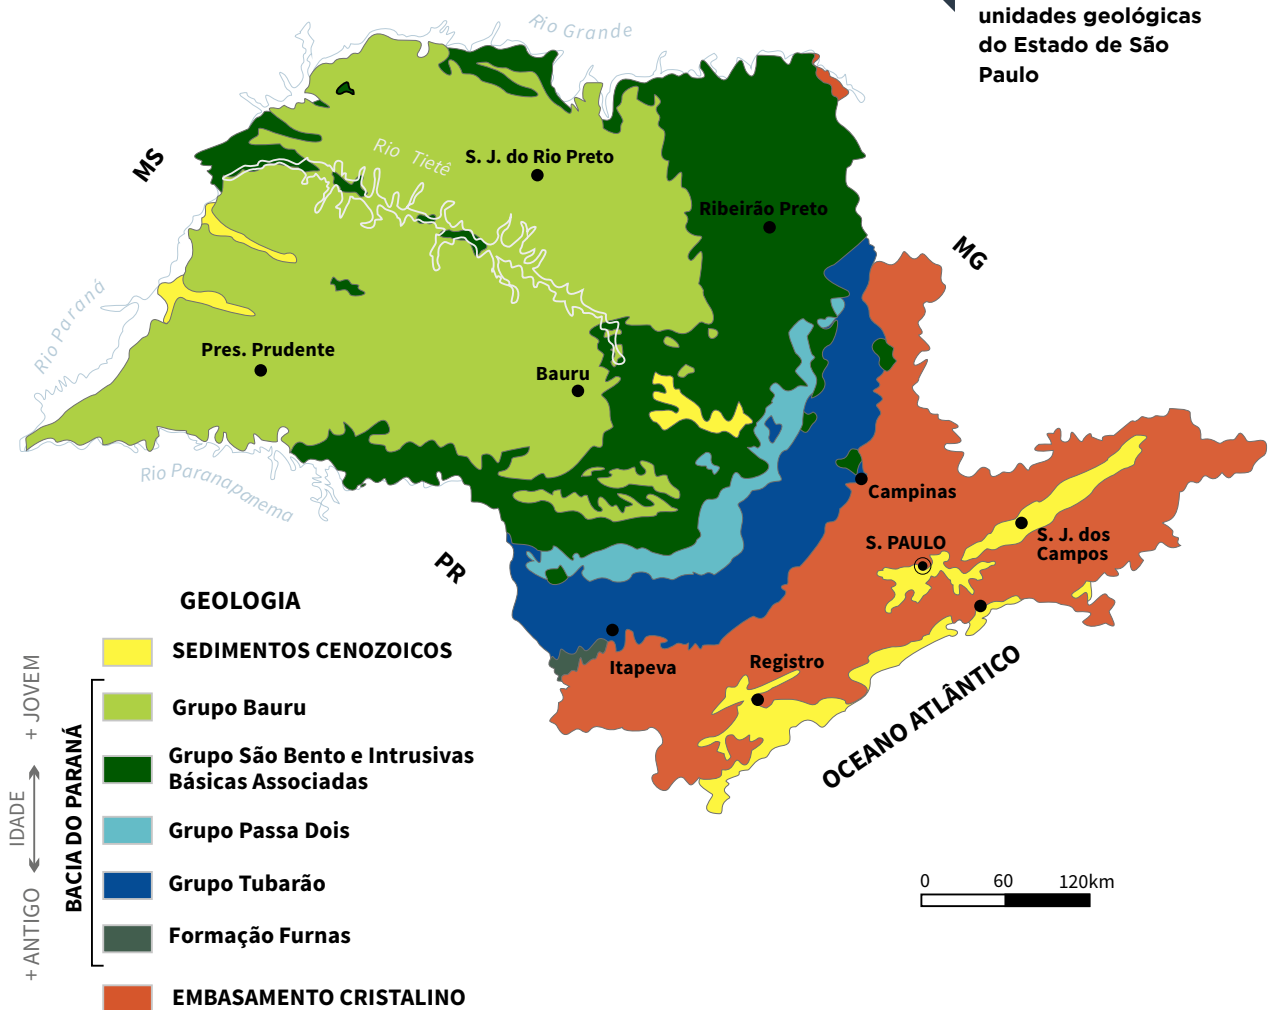 unidades geológicas
do Estado de São
Paulo
Rio Grande
MS
Rio Tietê
S. J. do Rio Preto
Ribeirão Preto
MG
Rio Paraná
Pres. Prudente
Bauru
Rio Paranapanema
Campinas
S. PAULO
S. J. dos
Campos
PR
Itapeva
Registro
OCEANO ATLÂNTICO
GEOLOGIA
SEDIMENTOS CENOZOICOS
Grupo Bauru
Grupo São Bento e Intrusivas
Básicas Associadas
Grupo Passa Dois
Grupo Tubarão
Formação Furnas
EMBASAMENTO CRISTALINO
BACIA DO PARANÁ
+ JOVEM
IDADE
+ ANTIGO
0 60 120km